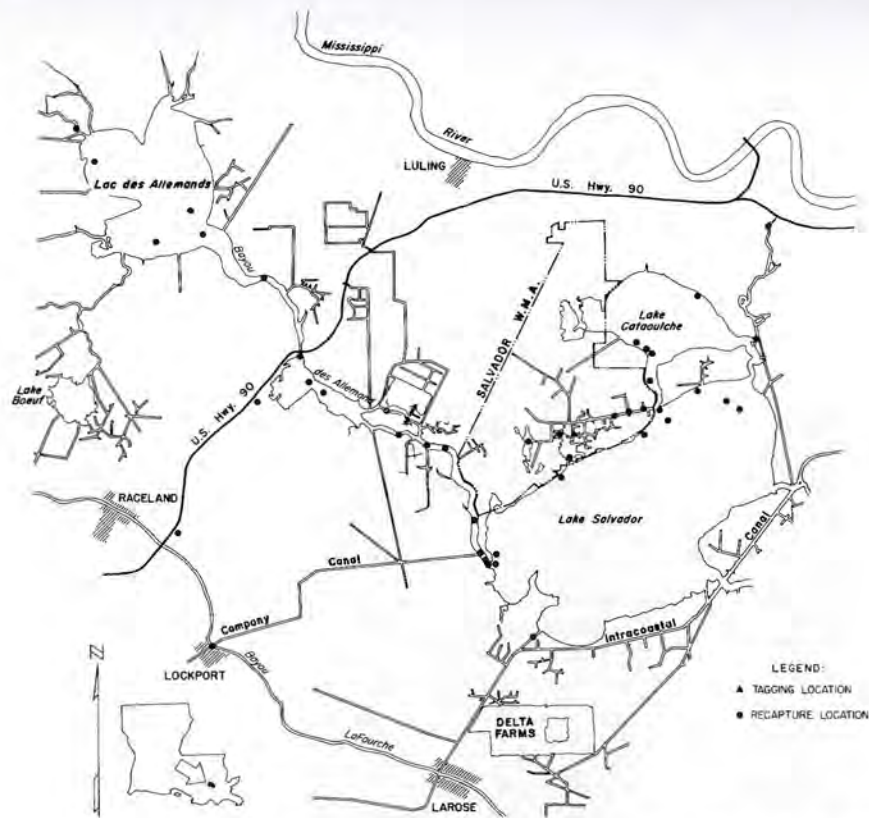 Mississippi
River
LULING
Lac des Allemands
U.S. Hwy. 90
Bayou
SALVADOR W.M.A.
Lake
Cataouiche
Lake
Boeuf
des Allemands
U.S. Hwy. 90
RACELAND
Lake Salvador
Canal
Canal
Company
Intracoastal
LOCKPORT
Bayou
LEGEND:
▲ TAGGING LOCATION
● RECAPTURE LOCATION
DELTA
FARMS
LaFourche
LAROSE